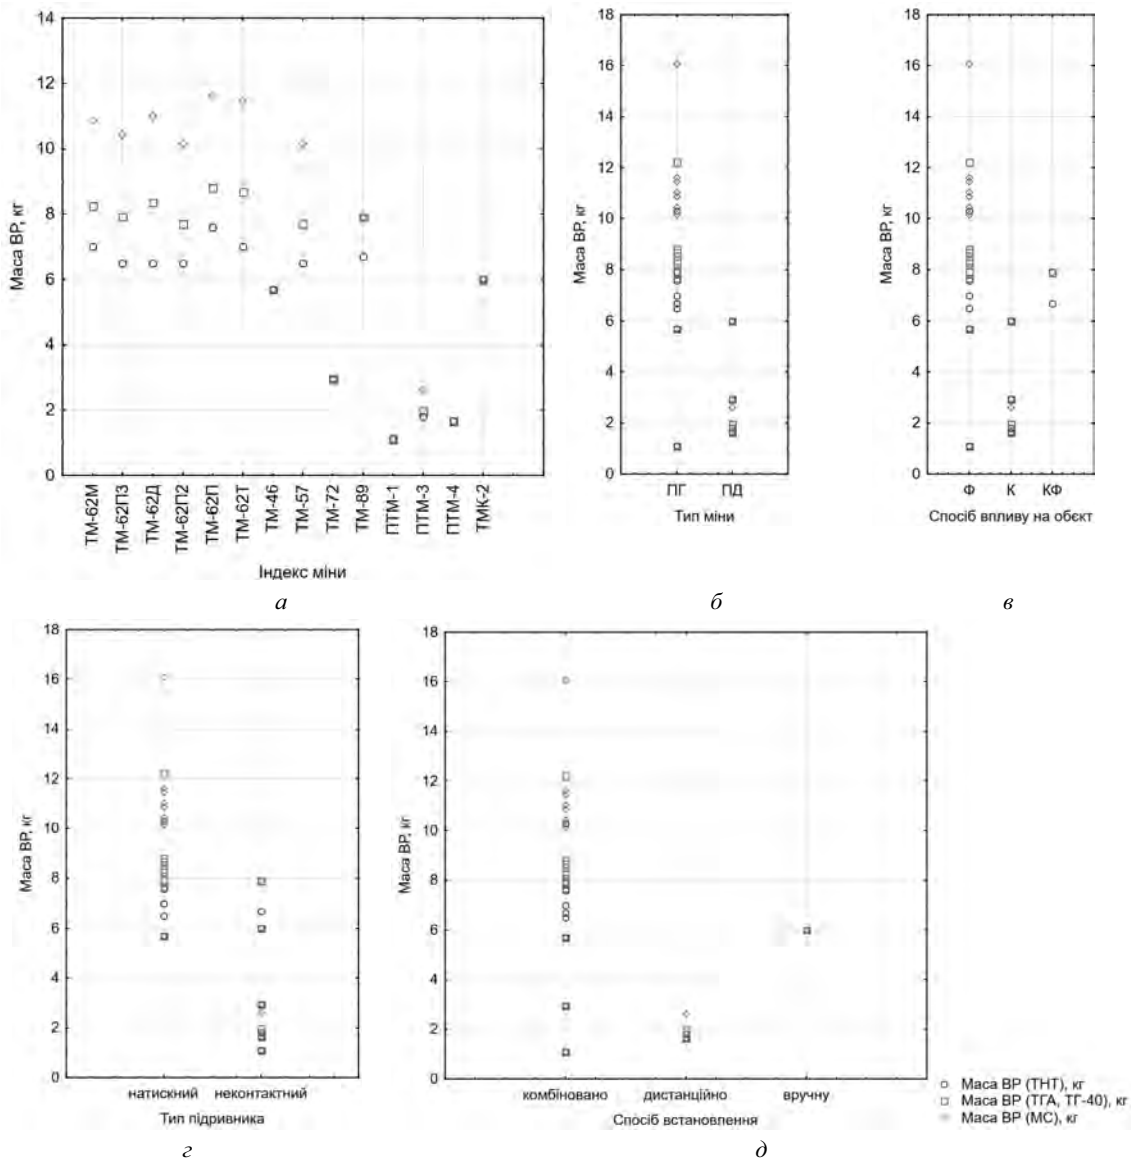 Маса ВР, кг
14
12
10
8
6
4
2
0
ТМ-62М
ТМ-62ПЗ
ТМ-62Д
ТМ-62П2
ТМ-62П
ТМ-62Т
ТМ-46
ТМ-57
ТМ-72
ТМ-89
ПТМ-1
ПТМ-3
ПТМ-4
ТМК-2
Індекс міни
а
Маса ВР, кг
18
16
14
12
10
8
6
4
2
0
ПГ ПД
Тип міни
б
Маса ВР, кг
18
16
14
12
10
8
6
4
2
0
Ф К КФ
Спосіб впливу на обєкт
в
Маса ВР, кг
18
16
14
12
10
8
6
4
2
0
натискний неконтактний
Тип підривника
г
Маса ВР, кг
18
16
14
12
10
8
6
4
2
0
комбіновано дистанційно вручну
Спосіб встановлення
д
Маса ВР (ТНТ), кг
Маса ВР (ТГА, ТГ-40), кг
Маса ВР (МС), кг